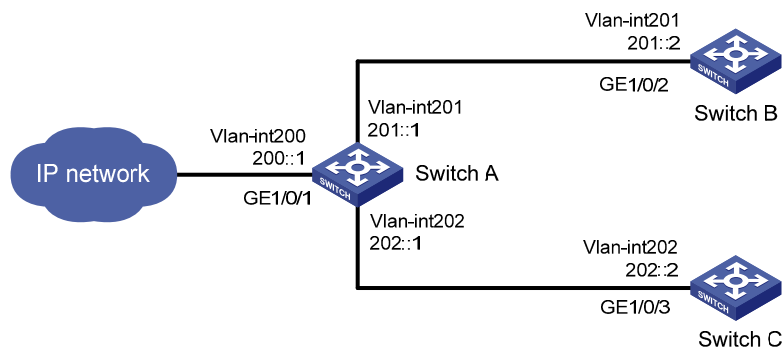 Vlan-int201
201::2
SWITCH
GE1/0/2
Switch B
Vlan-int201
201::1
Vlan-int200
200::1
IP network
GE1/0/1
SWITCH
Switch A
Vlan-int202
202::1
Vlan-int202
202::2
SWITCH
GE1/0/3
Switch C